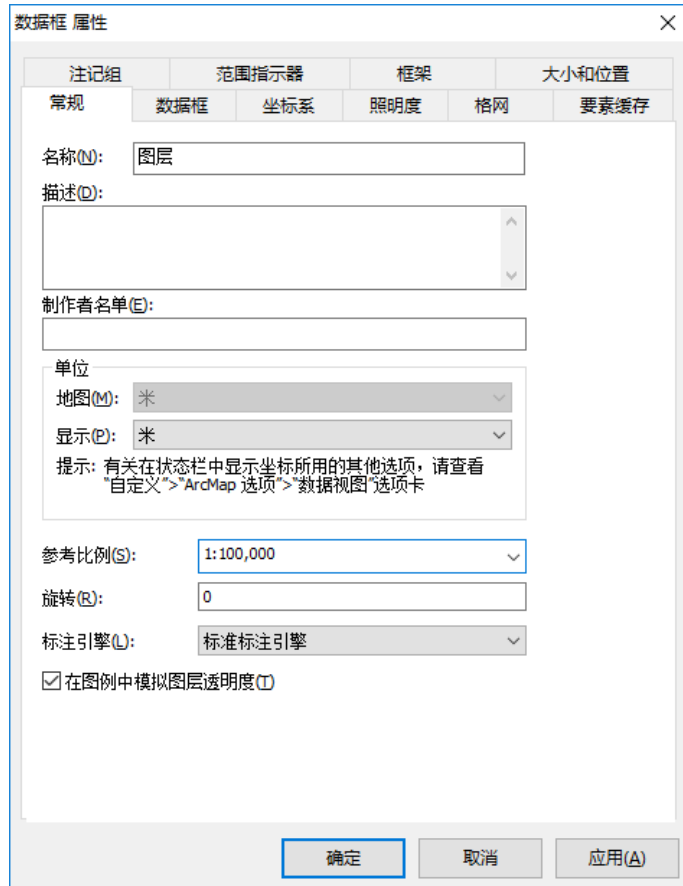 数据框 属性
注记组 范围指示器 框架 大小和位置
常规 数据框 坐标系 照明度 格网 要素缓存
名称(N): 图层
描述(D):
制作者名单(E):
单位
地图(M): 米
显示(P): 米
提示: 有关在状态栏中显示坐标所用的其他选项，请查看
“自定义”>“ArcMap 选项”>“数据视图”选项卡
参考比例(S): 1:100,000
旋转(R): 0
标注引擎(L): 标准标注引擎
在图例中模拟图层透明度(T)
确定 取消 应用(A)